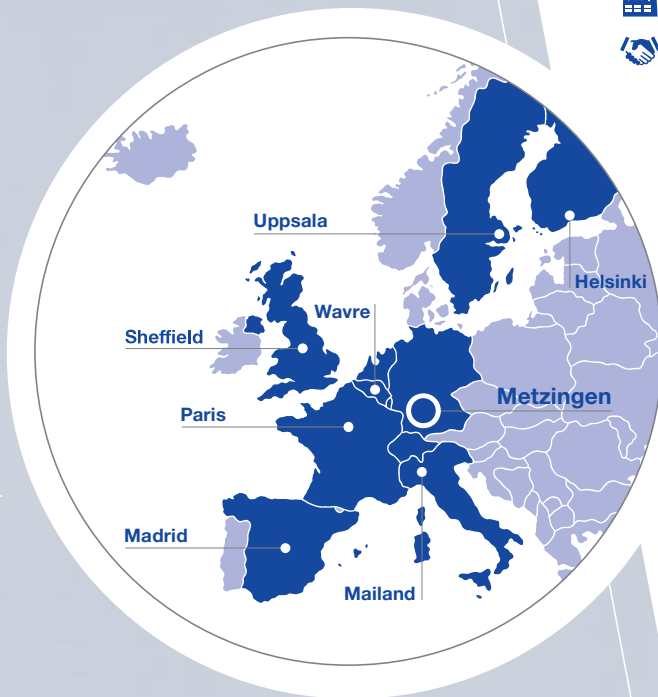 Uppsala
Helsinki
Wavre
Sheffield
Metzingen
Paris
Madrid
Mailand